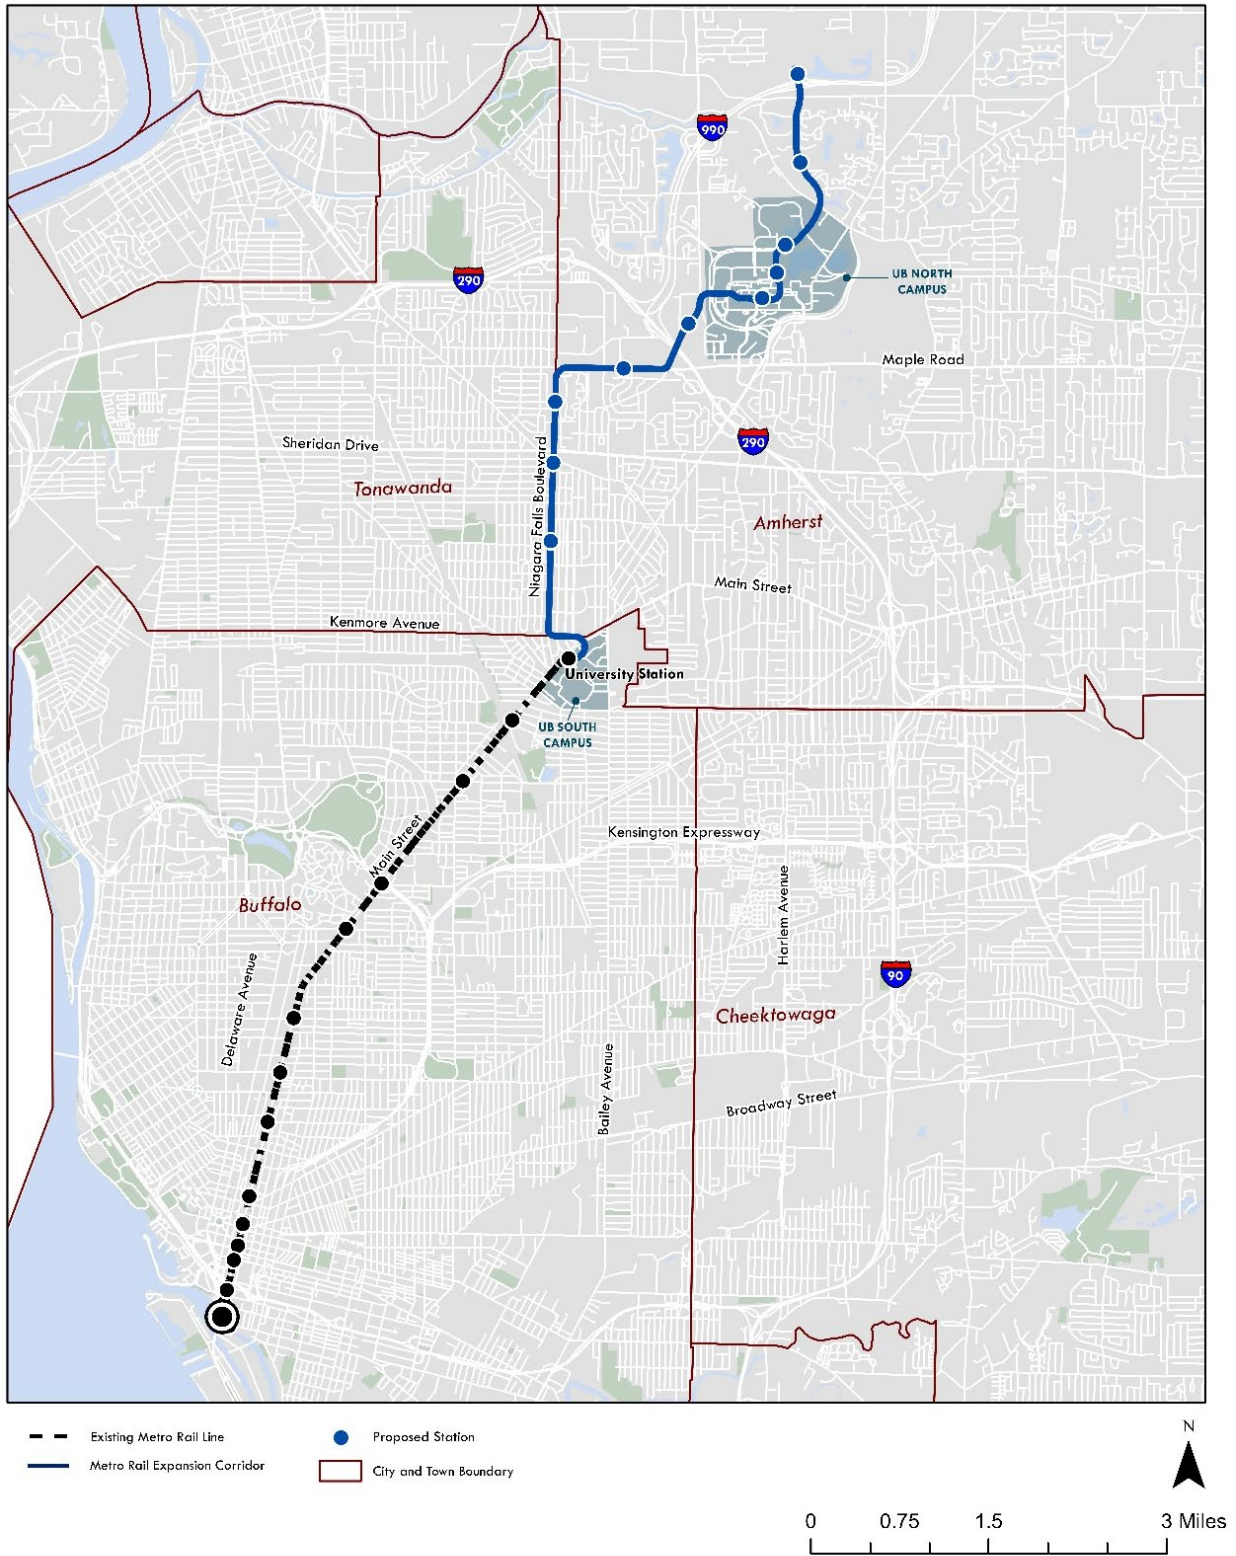 990
290
UB NORTH
CAMPUS
Maple Road
Sheridan Drive
290
Niagara Falls Boulevard
Tonawanda
Amherst
Main Street
Kenmore Avenue
University Station
UB SOUTH
CAMPUS
Main Street
Kensington Expressway
Buffalo
Harlem Avenue
Delaware Avenue
90
Cheektowaga
Bailey Avenue
Broadway Street
Existing Metro Rail Line
Proposed Station
Metro Rail Expansion Corridor
City and Town Boundary
N
0 0.75 1.5 3 Miles